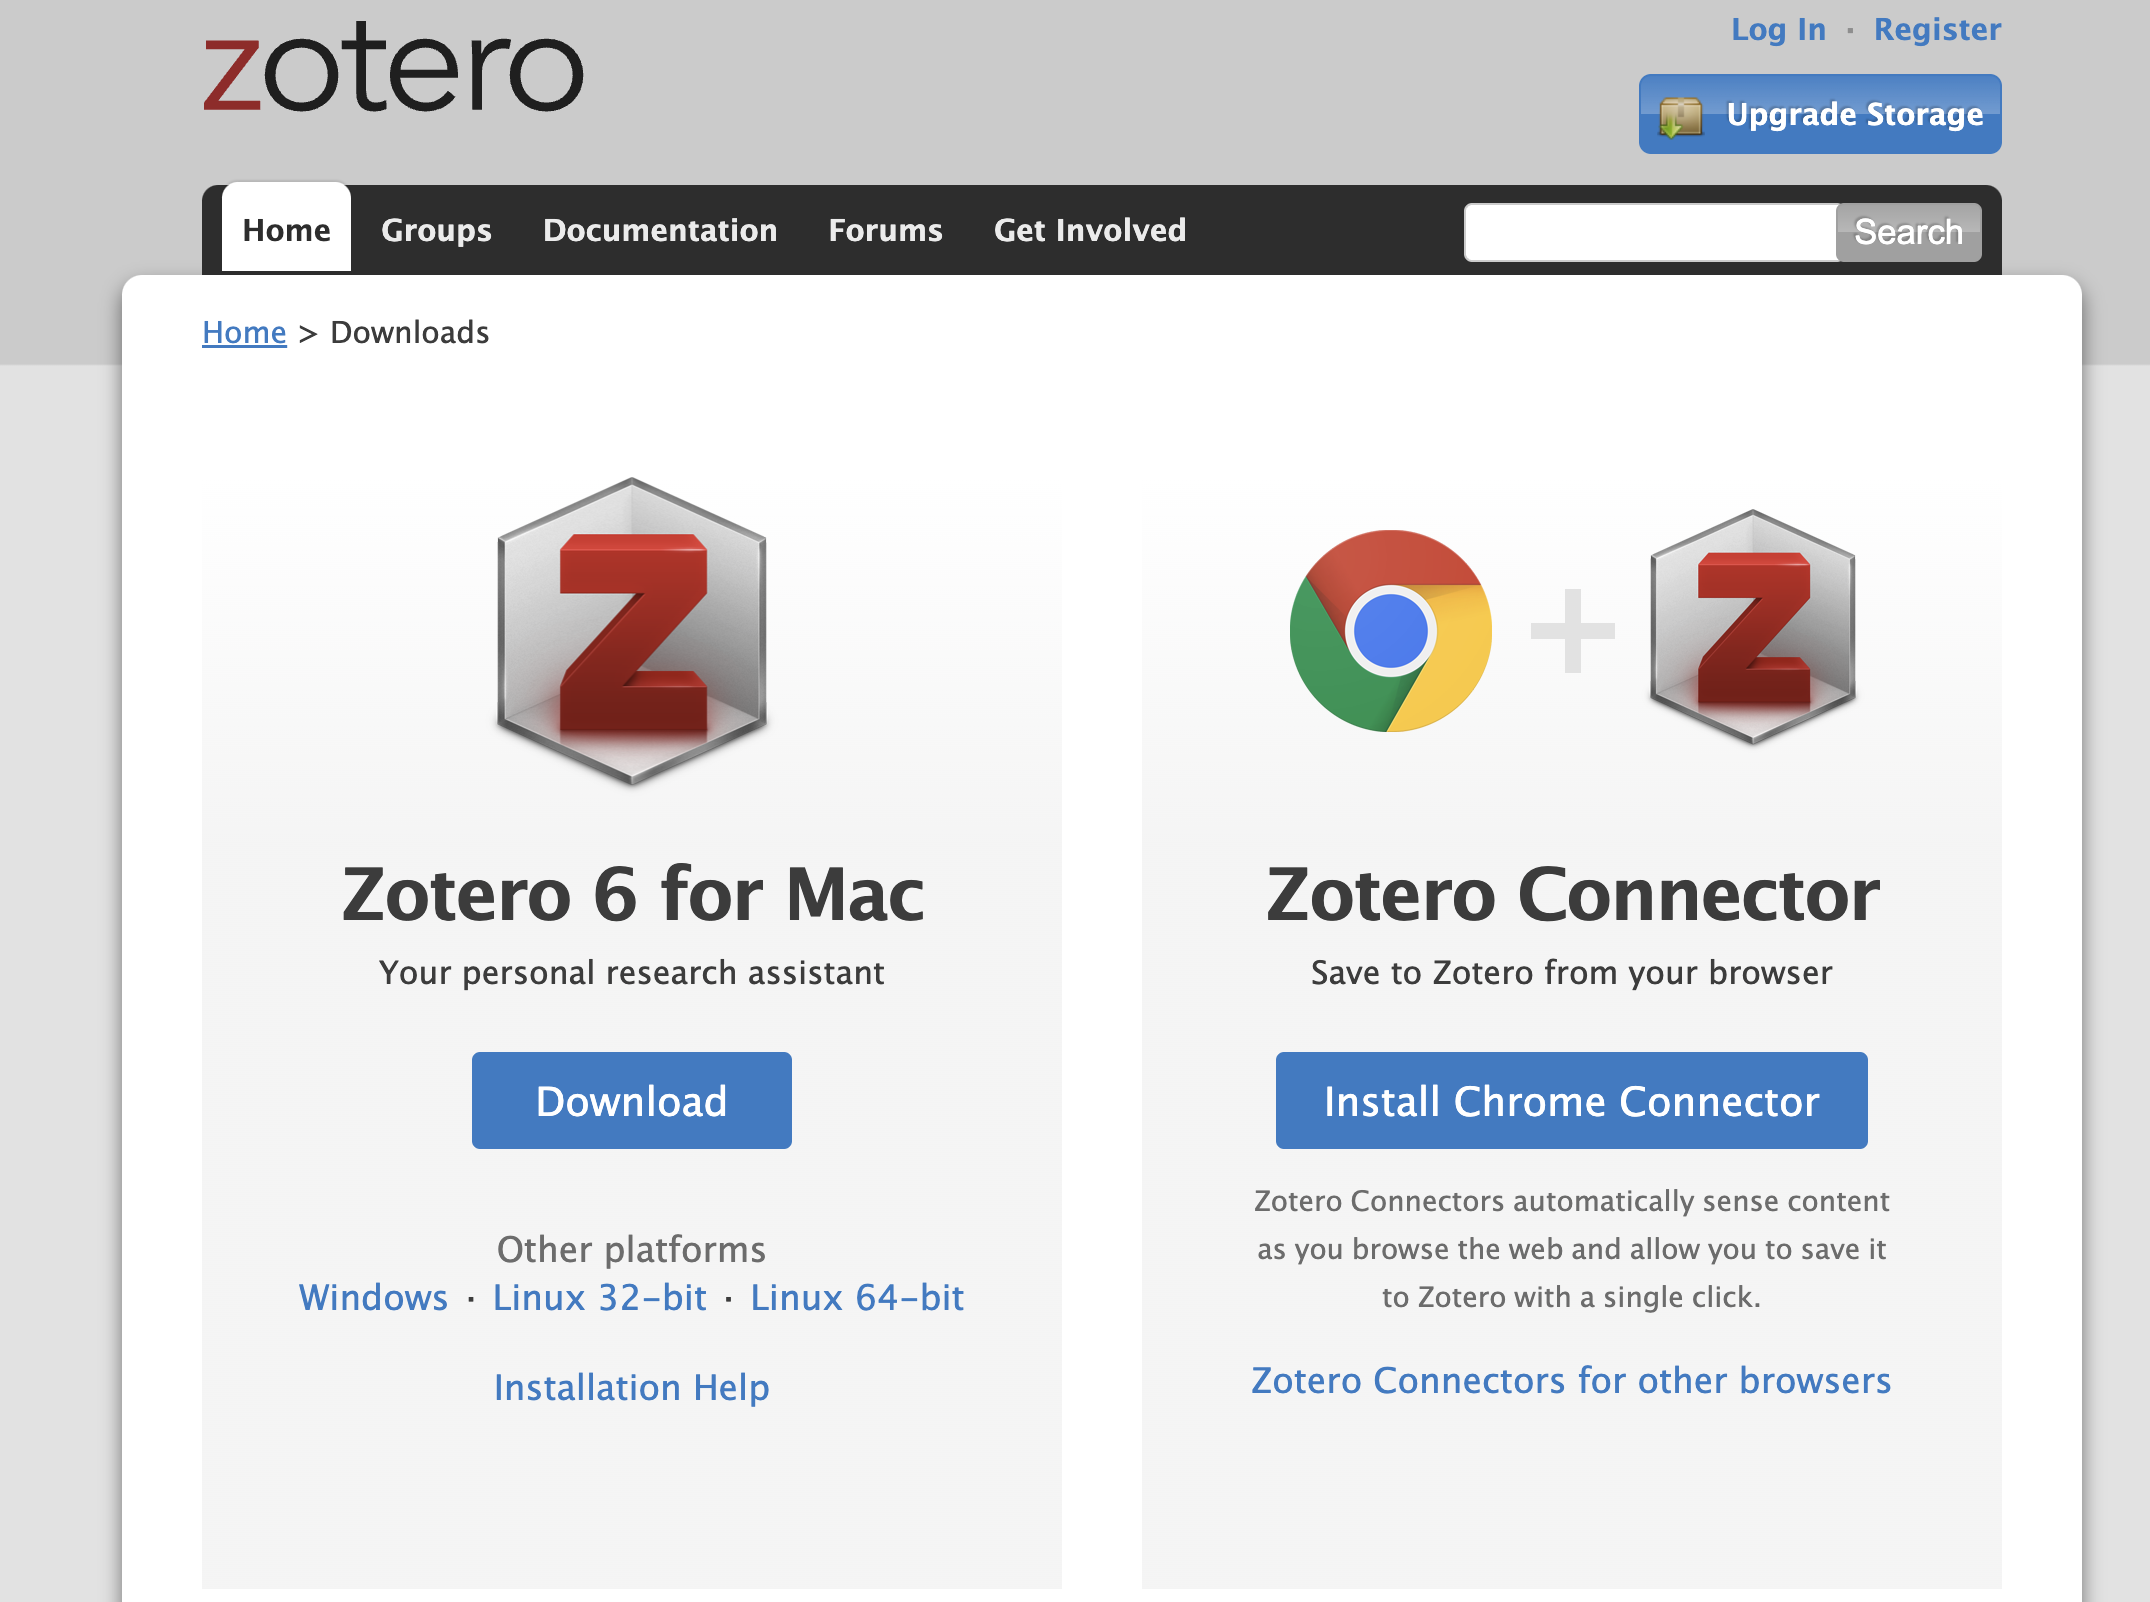 zotero
Log In · Register
Upgrade Storage
Home Groups Documentation Forums Get Involved Search
Home > Downloads
Z
Z
Zotero 6 for Mac
Your personal research assistant
Download
Other platforms
Windows · Linux 32-bit · Linux 64-bit
Installation Help
Zotero Connector
Save to Zotero from your browser
Install Chrome Connector
Zotero Connectors automatically sense content
as you browse the web and allow you to save it
to Zotero with a single click.
Zotero Connectors for other browsers